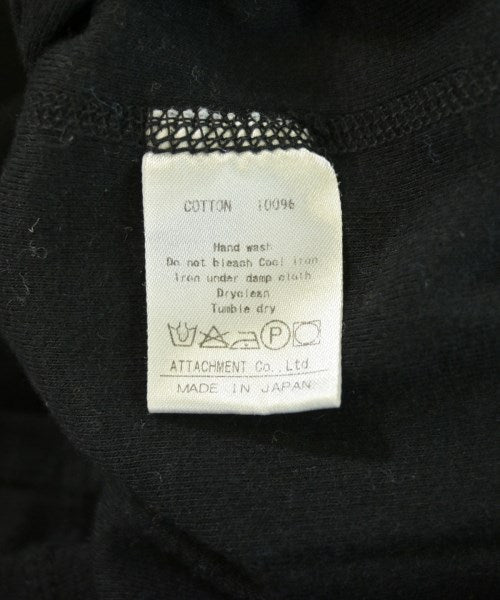 COTTON 100%
Hand wash
Do not bleach Cool iron
Iron under damp cloth
Dryclean
Tumble dry
P
ATTACHMENT Co.,Ltd
MADE IN JAPAN